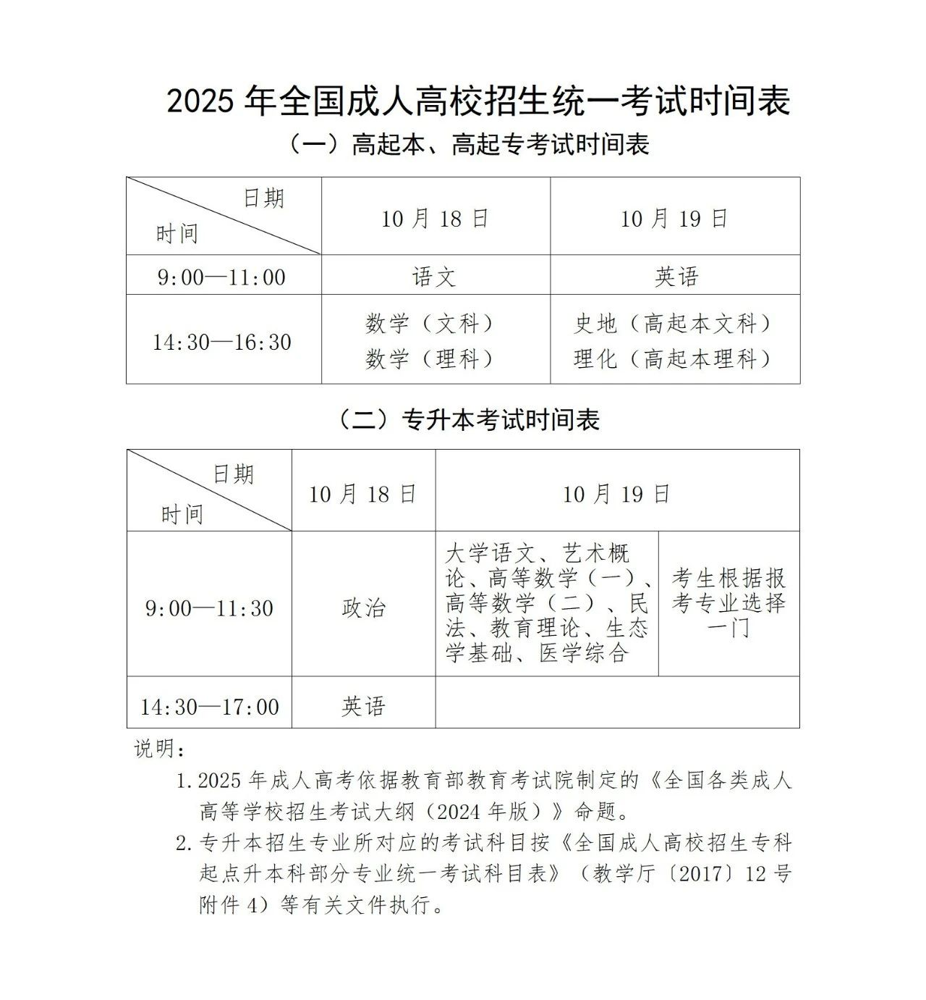 2025 年全国成人高校招生统一考试时间表
（一）高起本、高起专考试时间表
日期
时间
10 月 18 日
10 月 19 日
9:00—11:00
语文
英语
14:30—16:30
数学（文科）
数学（理科）
史地（高起本文科）
理化（高起本理科）
（二）专升本考试时间表
日期
时间
10 月 18 日
10 月 19 日
9:00—11:30
政治
大学语文、艺术概
论、高等数学（一）、
高等数学（二）、民
法、教育理论、生态
学基础、医学综合
考生根据报
考专业选择
一门
14:30—17:00
英语
说明：
1. 2025 年成人高考依据教育部教育考试院制定的《全国各类成人
高等学校招生考试大纲（2024 年版）》命题。
2. 专升本招生专业所对应的考试科目按《全国成人高校招生专科
起点升本科部分专业统一考试科目表》（教学厅〔2017〕12 号
附件 4）等有关文件执行。